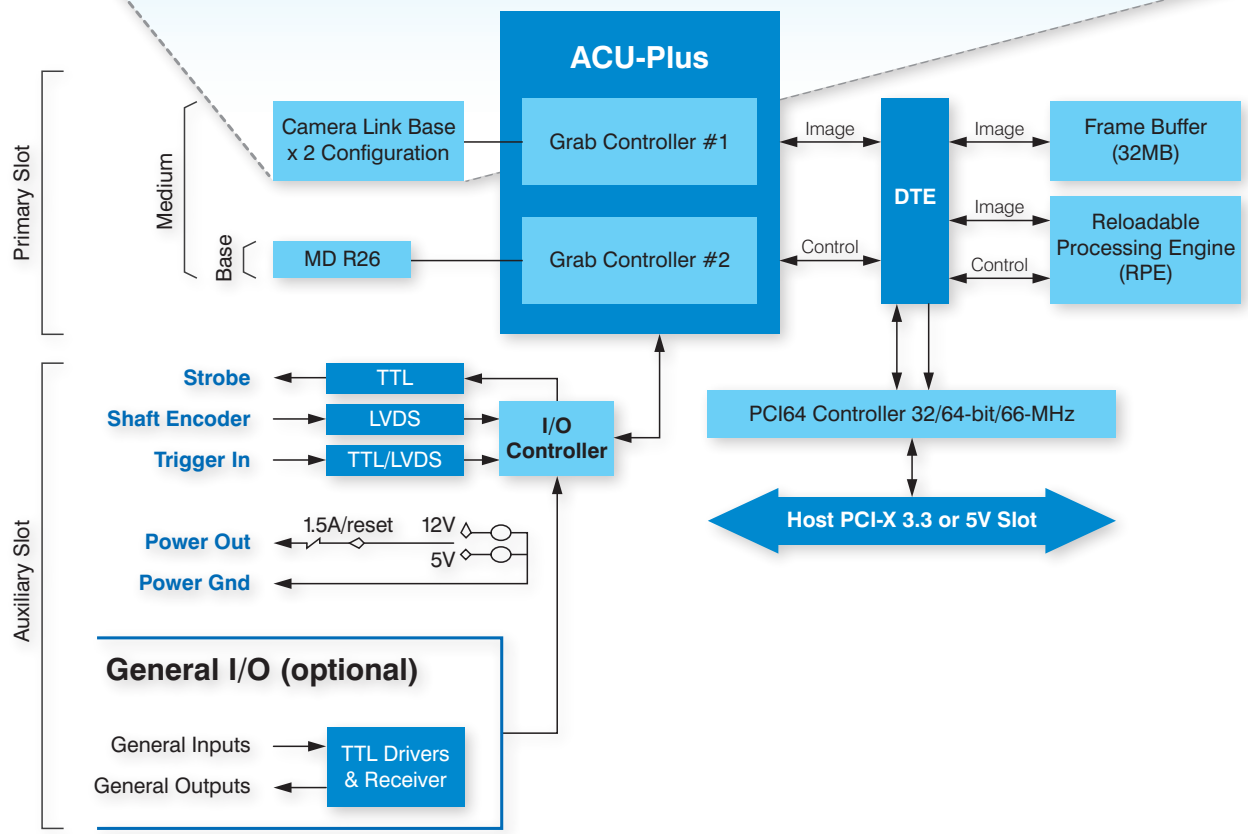 ACU-Plus
Primary Slot
Medium
Base
Camera Link Base
x 2 Configuration
Grab Controller #1
Image
DTE
Image
Frame Buffer
(32MB)
MD R26
Grab Controller #2
Control
Image
Control
Reloadable
Processing Engine
(RPE)
Auxiliary Slot
Strobe
TTL
Shaft Encoder
LVDS
Trigger In
TTL/LVDS
I/O
Controller
PCI64 Controller 32/64-bit/66-MHz
Host PCI-X 3.3 or 5V Slot
Power Out
1.5A/reset
12V
5V
Power Gnd
General I/O (optional)
General Inputs
General Outputs
TTL Drivers
& Receiver